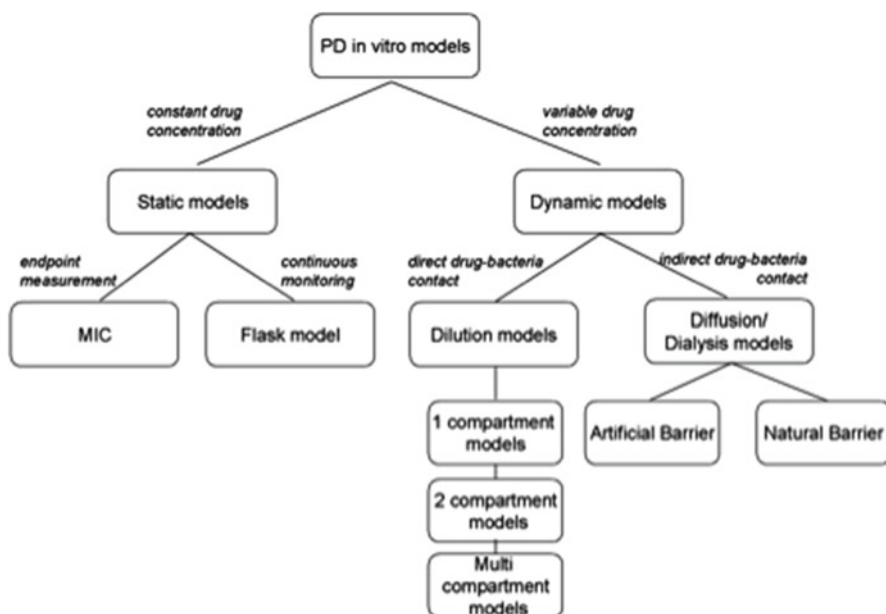 PD in vitro models
constant drug
concentration
variable drug
concentration
Static models
Dynamic models
endpoint
measurement
continuous
monitoring
direct drug-bacteria
contact
indirect drug-bacteria
contact
MIC
Flask model
Dilution models
Diffusion/
Dialysis models
1 compartment
models
Artificial Barrier
Natural Barrier
2 compartment
models
Multi
compartment
models